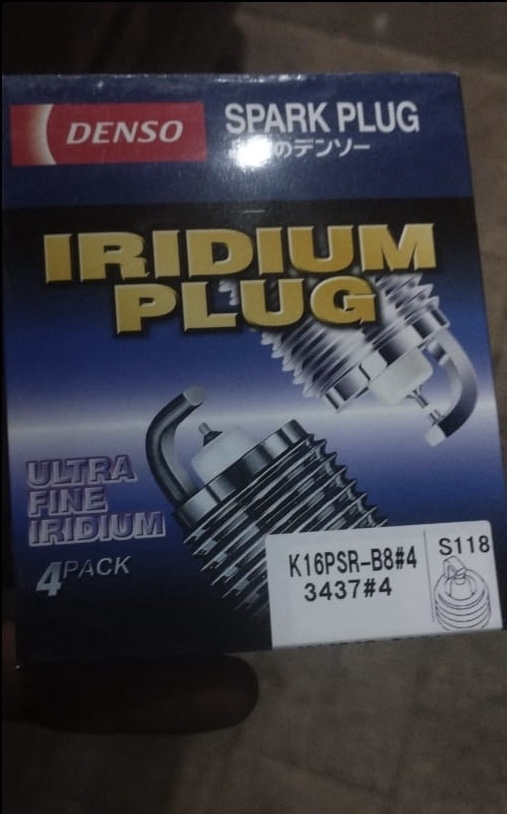 DENSO
SPARK PLUG
のデンソー
IRIDIUM
PLUG
ULTRA
FINE
IRIDIUM
4PACK
K16PSR-B8#4
3437#4
S118